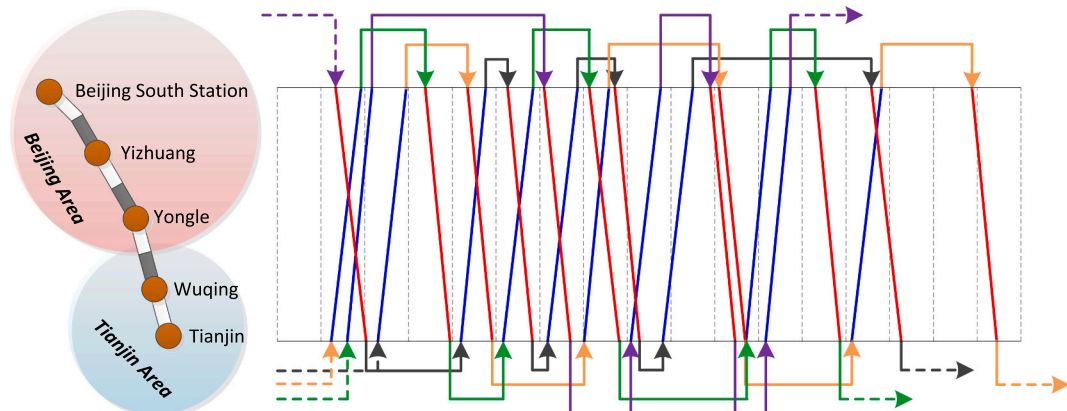 Beijing South Station
Yizhuang
Beijing Area
Yongle
Wuqing
Tianjin
Tianjin Area